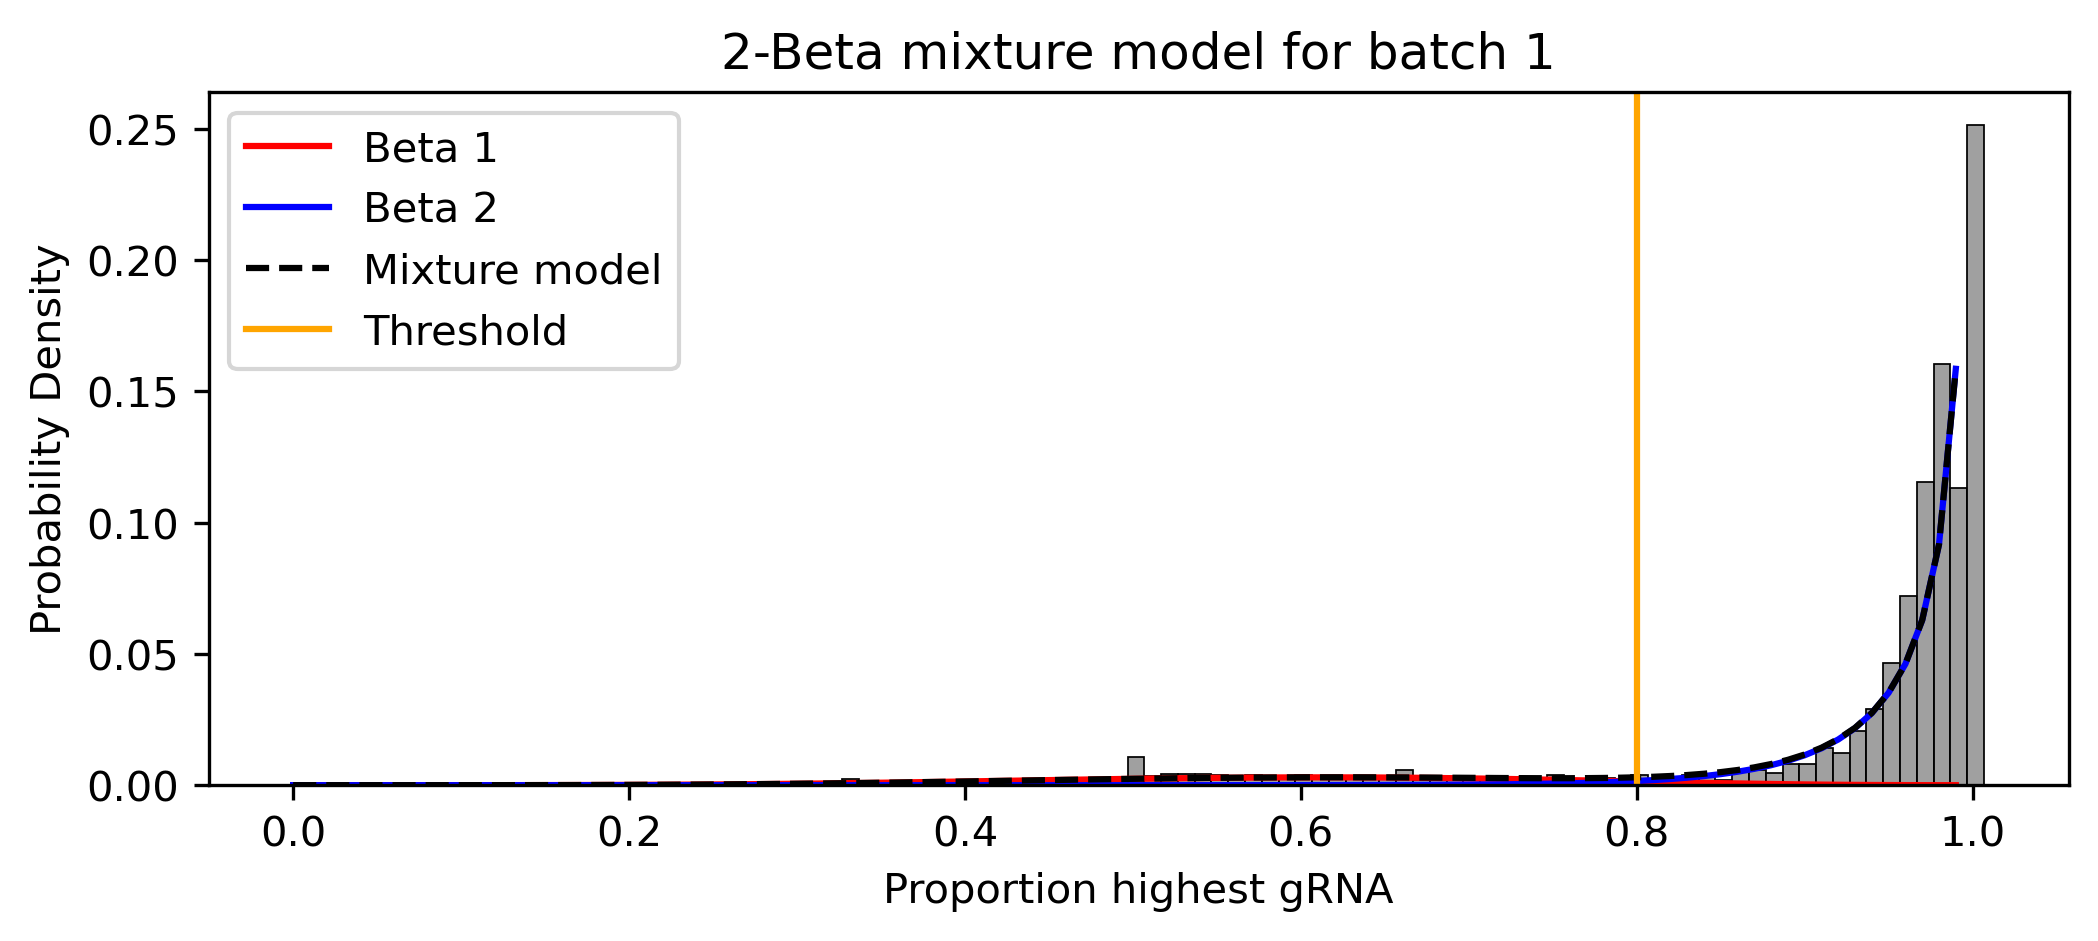 2-Beta mixture model for batch 1
Beta 1
Beta 2
Mixture model
Threshold
Probability Density
0.25
0.20
0.15
0.10
0.05
0.00
0.0
0.2
0.4
0.6
0.8
1.0
Proportion highest gRNA